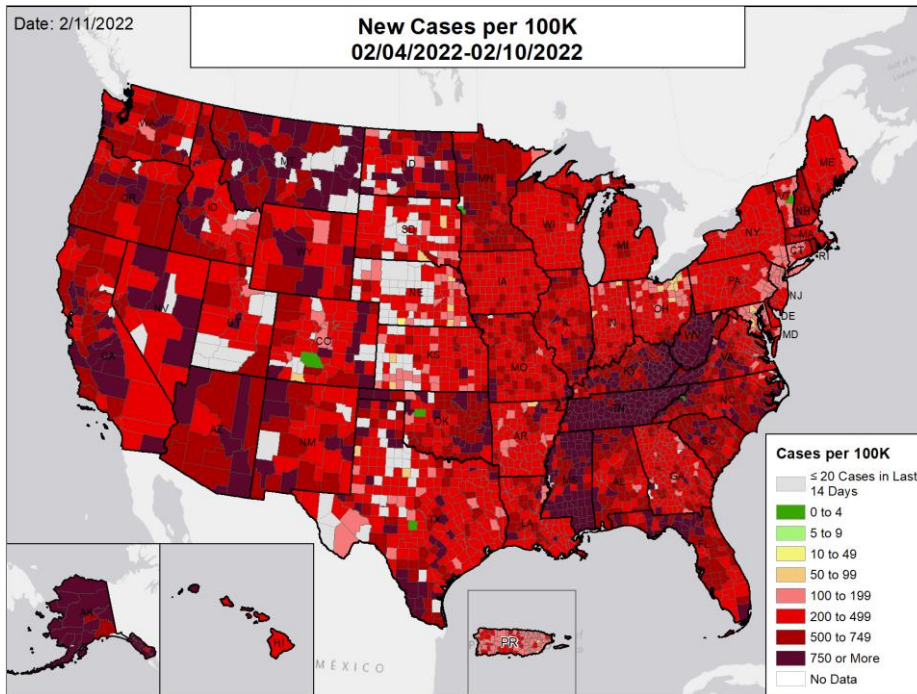 Date: 2/11/2022
New Cases per 100K
02/04/2022-02/10/2022
WA
ND
MN
ME
OR
ID
SD
WI
NH
WY
MI
NY
MA
CT
RI
IA
NE
PA
NJ
NV
UT
CO
IL
IN
OH
DE
MD
CA
KS
MO
KY
WV
VA
TN
NC
AZ
NM
OK
AR
SC
MS
AL
GA
TX
LA
FL
AK
HI
PR
MÉXICO
Cases per 100K
≤ 20 Cases in Last
14 Days
0 to 4
5 to 9
10 to 49
50 to 99
100 to 199
200 to 499
500 to 749
750 or More
No Data